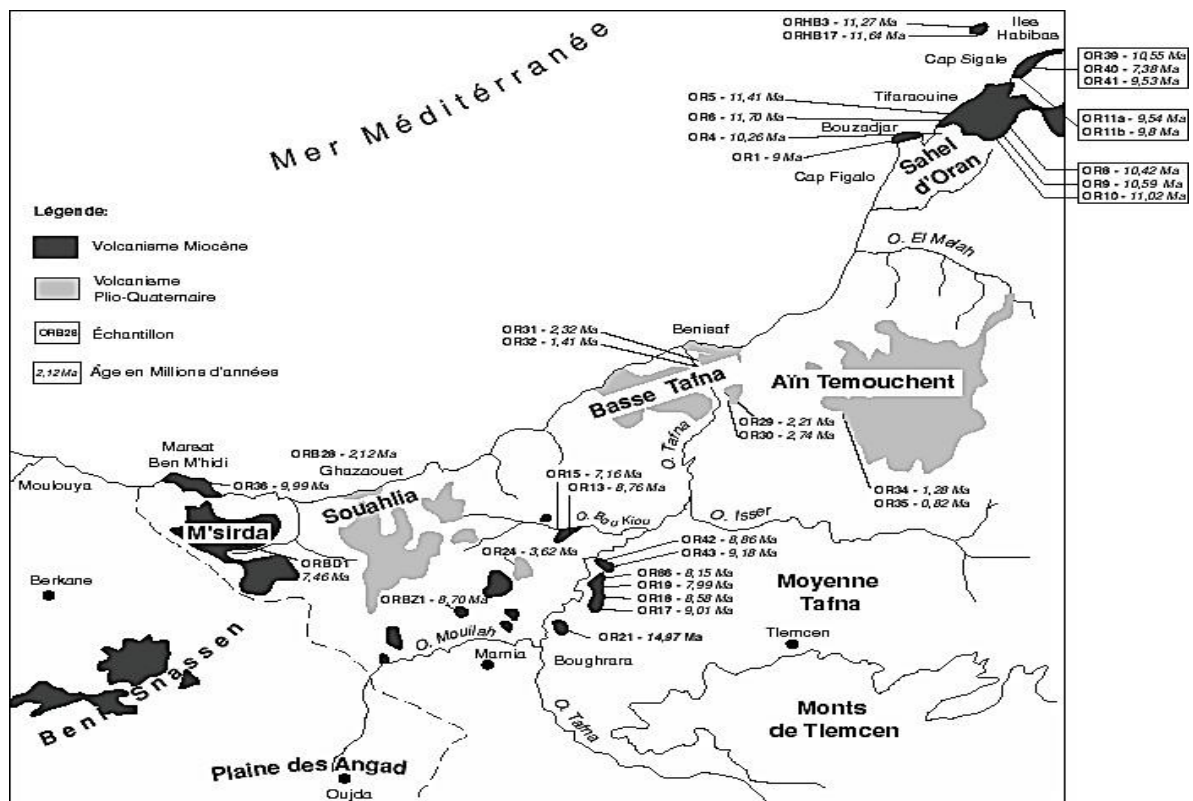 ORHB3 - 11,27 Ma
ORHB17 - 11,64 Ma
Iles
Habibas
Mer Méditérranée
Cap Sigale
OR39 - 10,55 Ma
OR40 - 7,38 Ma
OR41 - 9,53 Ma
Tifaraouine
OR5 - 11,41 Ma
OR6 - 11,70 Ma
OR4 - 10,26 Ma
OR1 - 9 Ma
Bouzadjar
OR11a - 9,54 Ma
OR11b - 9,8 Ma
Sahel
d'Oran
Cap Figalo
OR8 - 10,42 Ma
OR9 - 10,59 Ma
OR10 - 11,02 Ma
Légende:
Volcanisme Miocène
Volcanisme
Plio-Quaternaire
ORB28 Échantillon
2,12 Ma Âge en Millions d'années
O. El Melah
OR31 - 2,32 Ma
OR32 - 1,41 Ma
Benisaf
Basse Tafna
Aïn Temouchent
OR29 - 2,21 Ma
OR30 - 2,74 Ma
O. Tafna
Marsat
Ben M'hidi
ORB28 - 2,12 Ma
Ghazaouet
OR15 - 7,16 Ma
OR13 - 8,76 Ma
Moulouya
OR36 - 9,99 Ma
Souahlia
OR34 - 1,28 Ma
OR35 - 0,82 Ma
O. Bou Kiou
O. Isser
M'sirda
OR42 - 8,86 Ma
OR43 - 9,18 Ma
OR24 - 3,62 Ma
ORBD1
7,46 Ma
OR66 - 8,15 Ma
OR19 - 7,99 Ma
OR18 - 8,58 Ma
OR17 - 9,01 Ma
Moyenne
Tafna
Berkane
ORBZ1 - 8,70 Ma
O. Mouilah
OR21 - 14,97 Ma
Tlemcen
Marnia
Boughrara
Beni Snassen
O. Tafna
Monts
de Tlemcen
Plaîne des Angad
Oujda